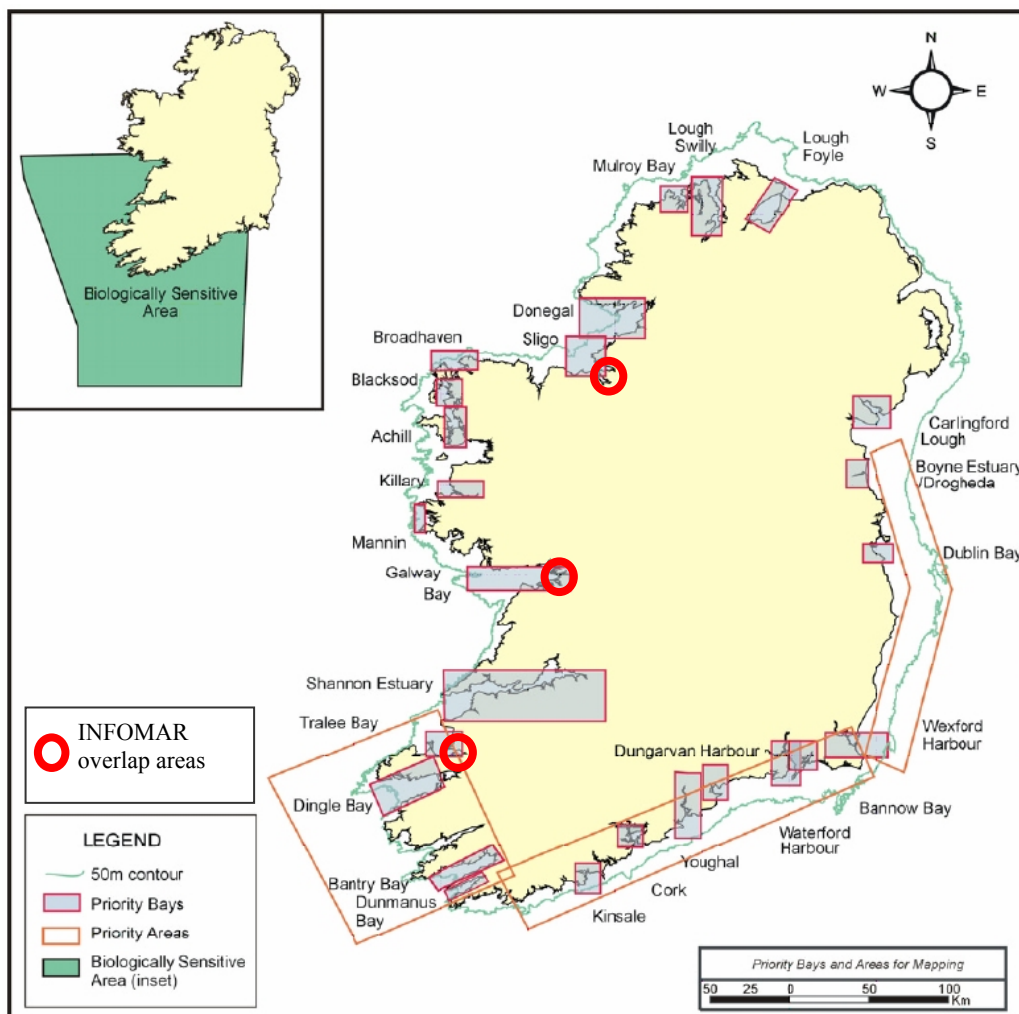 Biologically Sensitive
Area
N
W
E
S
Lough
Swilly
Lough
Foyle
Mulroy Bay
Donegal
Sligo
Broadhaven
Blacksod
Achill
Killary
Mannin
Galway
Bay
Carlingford
Lough
Boyne Estuary
/Drogheda
Dublin Bay
Shannon Estuary
Tralee Bay
Dingle Bay
Bantry Bay
Dunmanus
Bay
Dungarvan Harbour
Wexford
Harbour
Bannow Bay
Waterford
Harbour
Youghal
Cork
Kinsale
INFOMAR
overlap areas
LEGEND
50m contour
Priority Bays
Priority Areas
Biologically Sensitive
Area (inset)
Priority Bays and Areas for Mapping
50 25 0 50 100
Km